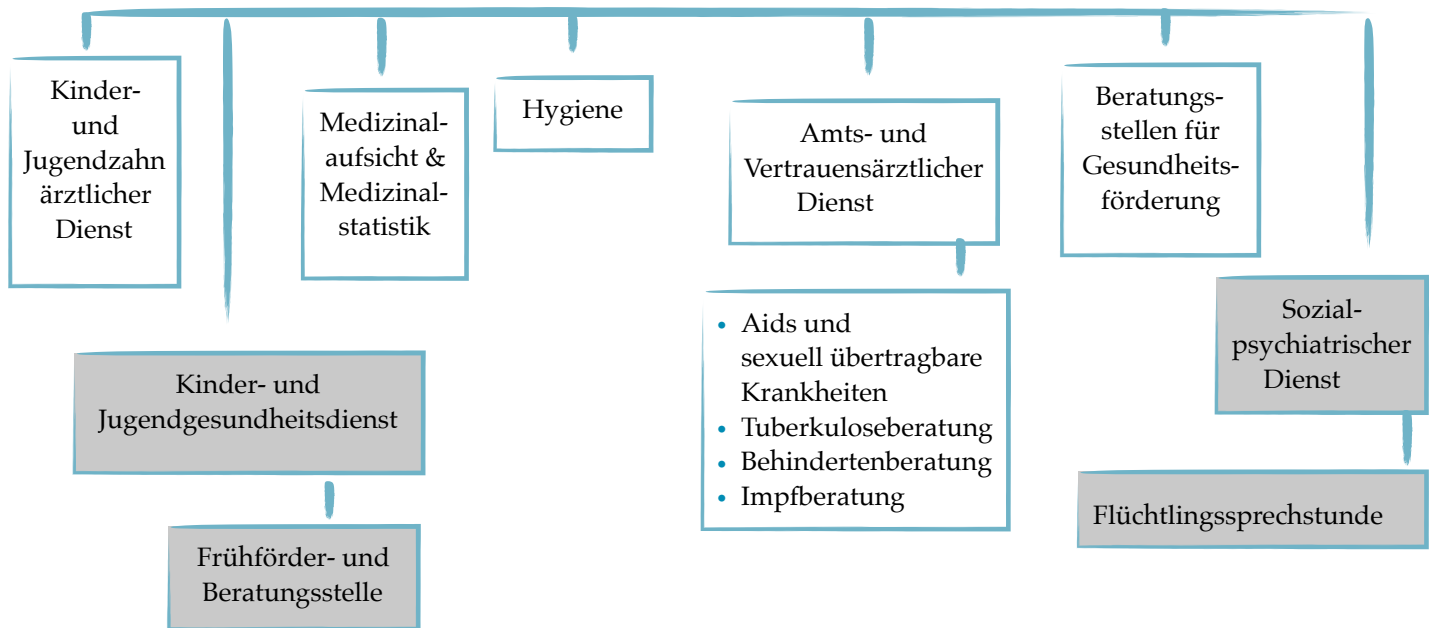 Kinder-
und
Jugendzahn
ärztlicher
Dienst
Medizinal-
aufsicht &
Medizinal-
statistik
Hygiene
Amts- und
Vertrauensärztlicher
Dienst
Beratungs-
stellen für
Gesundheits-
förderung
Kinder- und
Jugendgesundheitsdienst
Frühförder- und
Beratungsstelle
• Aids und
sexuell übertragbare
Krankheiten
• Tuberkuloseberatung
• Behindertenberatung
• Impfberatung
Sozial-
psychiatrischer
Dienst
Flüchtlingssprechstunde